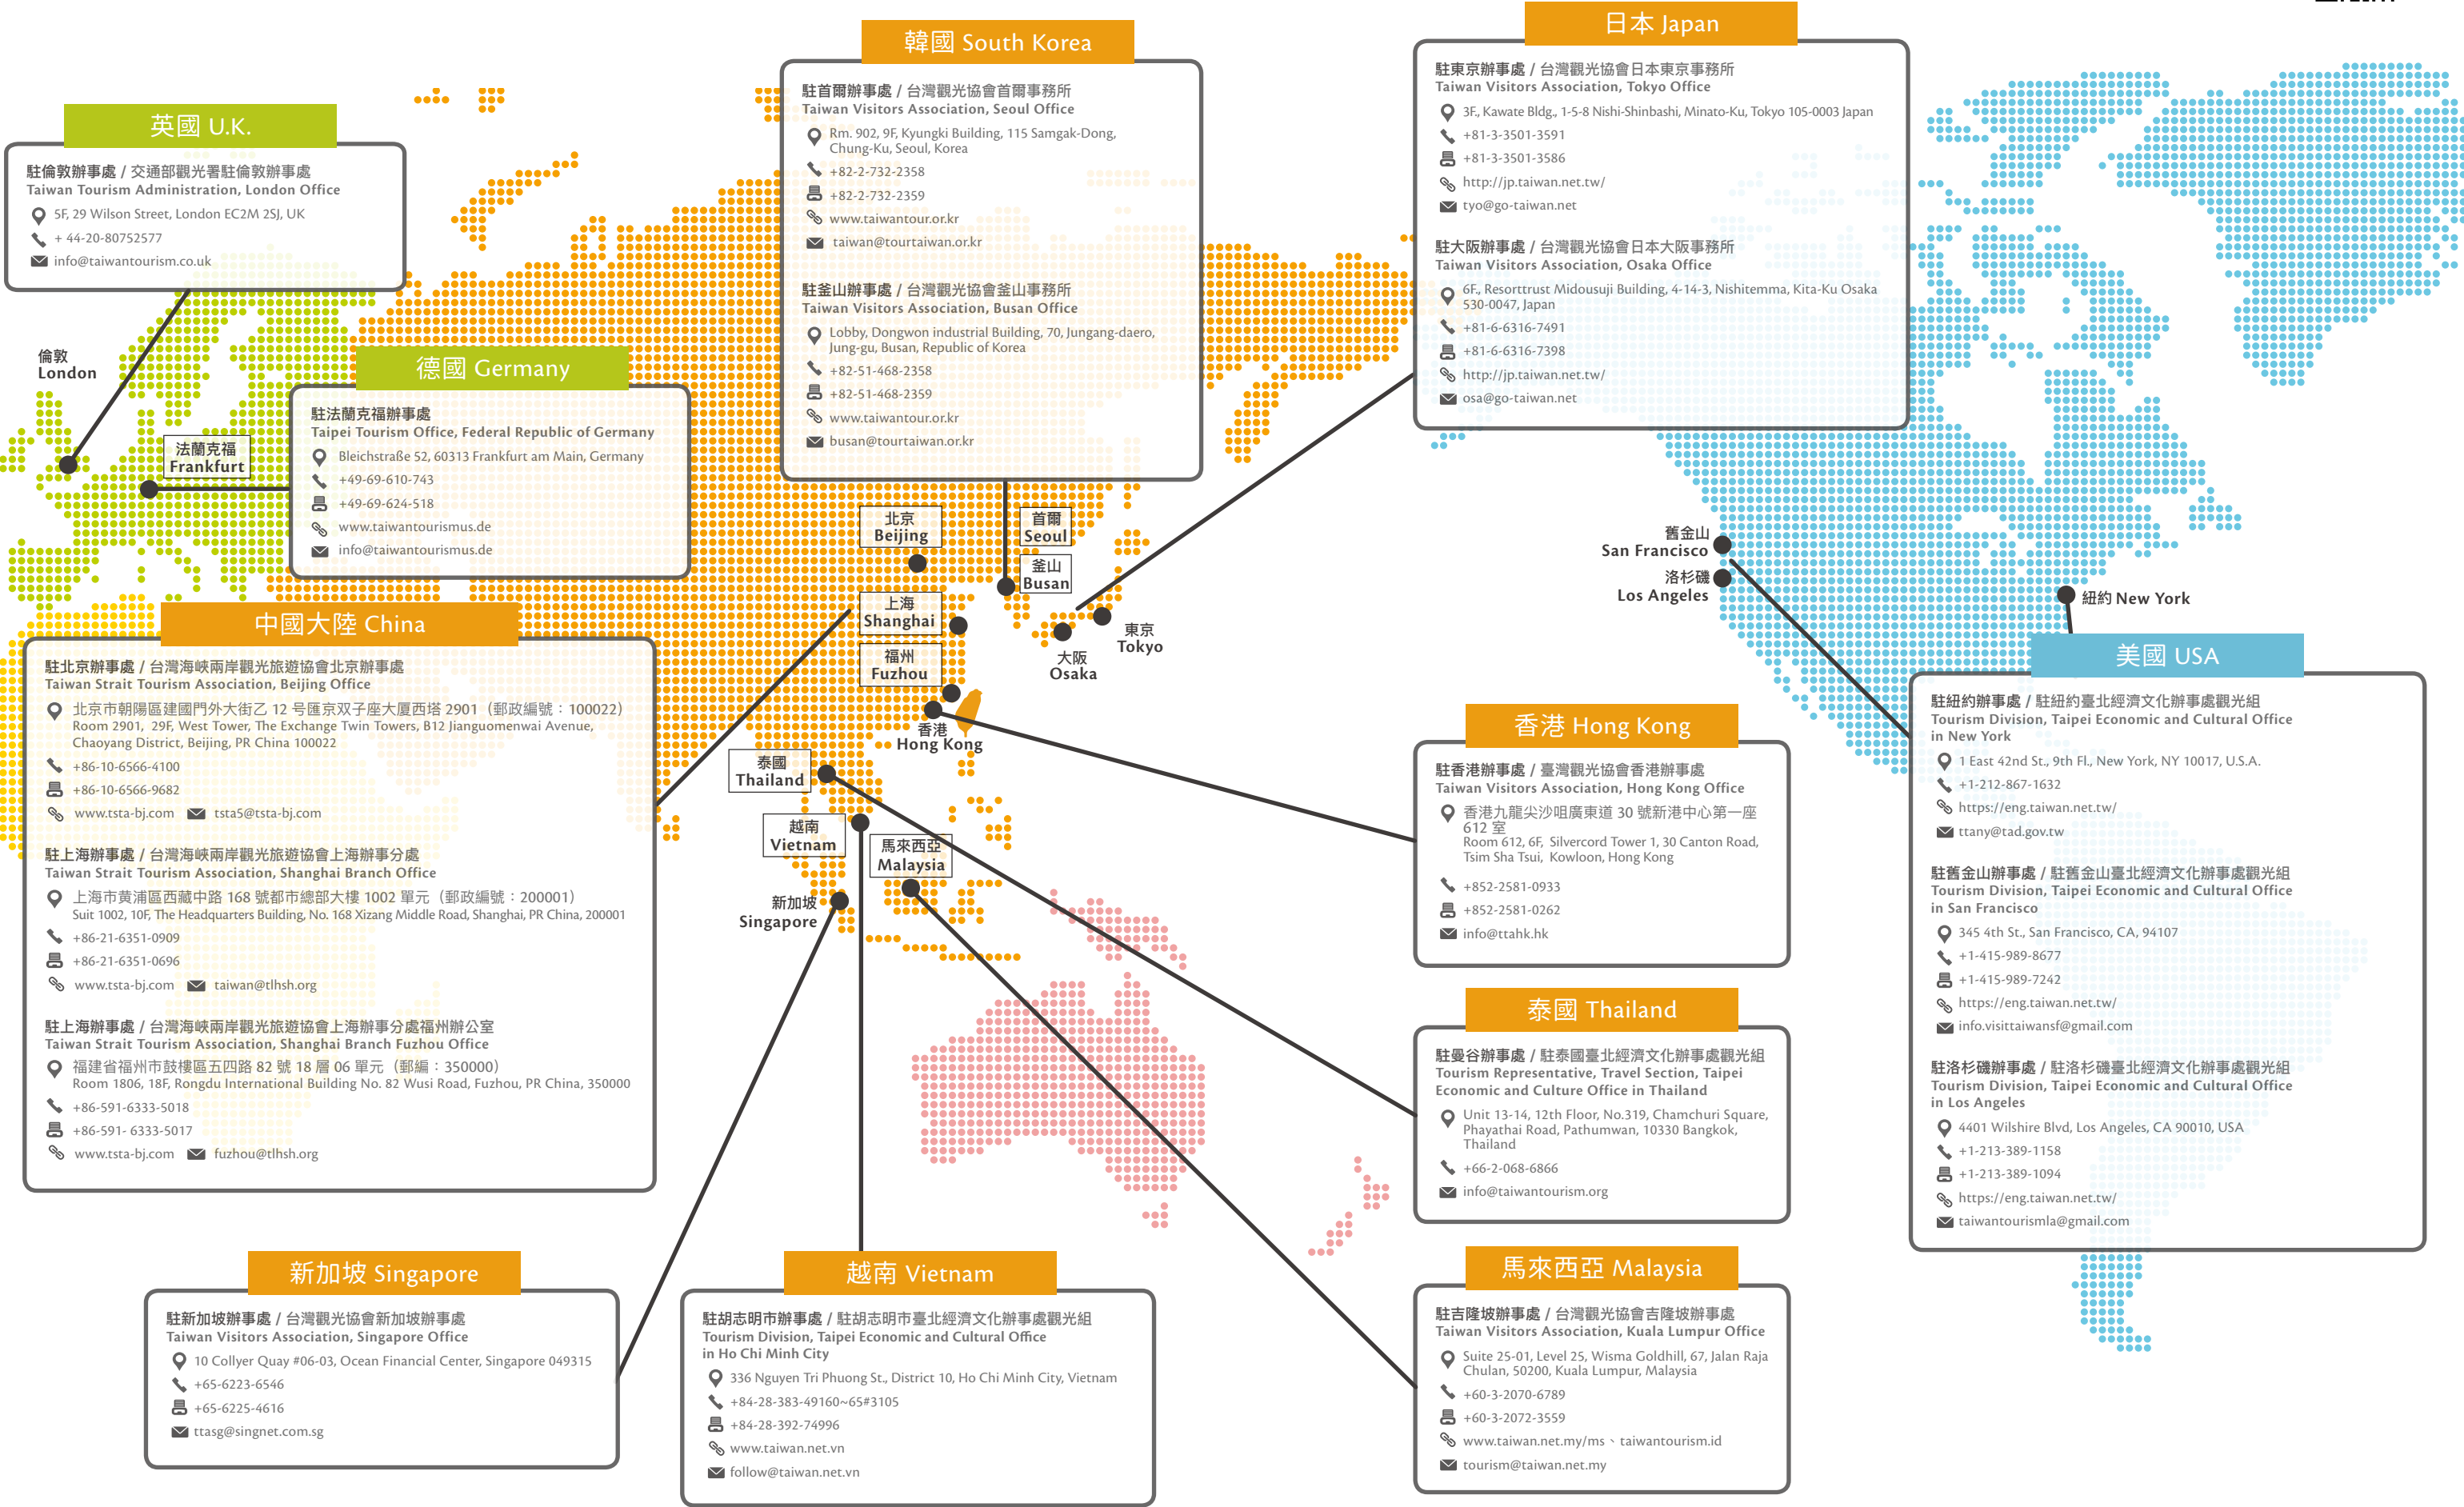 韓國 South Korea
駐首爾辦事處 / 台灣觀光協會首爾事務所
Taiwan Visitors Association, Seoul Office
Rm. 902, 9F, Kyungki Building, 115 Samgak-Dong,
Chung-Ku, Seoul, Korea
+82-2-732-2358
+82-2-732-2359
www.taiwantour.or.kr
taiwan@tourtaiwan.or.kr
駐釜山辦事處 / 台灣觀光協會釜山事務所
Taiwan Visitors Association, Busan Office
Lobby, Dongwon industrial Building, 70, Jungang-daero,
Jung-gu, Busan, Republic of Korea
+82-51-468-2358
+82-51-468-2359
www.taiwantour.or.kr
busan@tourtaiwan.or.kr
日本 Japan
駐東京辦事處 / 台灣觀光協會日本東京事務所
Taiwan Visitors Association, Tokyo Office
3F., Kawate Bldg., 1-5-8 Nishi-Shinbashi, Minato-Ku, Tokyo 105-0003 Japan
+81-3-3501-3591
+81-3-3501-3586
http://jp.taiwan.net.tw/
tyo@go-taiwan.net
駐大阪辦事處 / 台灣觀光協會日本大阪事務所
Taiwan Visitors Association, Osaka Office
6F., Resorttrust Midousuji Building, 4-14-3, Nishitemma, Kita-Ku Osaka
530-0047, Japan
+81-6-6316-7491
+81-6-6316-7398
http://jp.taiwan.net.tw/
osa@go-taiwan.net
英國 U.K.
駐倫敦辦事處 / 交通部觀光署駐倫敦辦事處
Taiwan Tourism Administration, London Office
5F, 29 Wilson Street, London EC2M 2SJ, UK
+ 44-20-80752577
info@taiwantourism.co.uk
倫敦
London
法蘭克福
Frankfurt
德國 Germany
駐法蘭克福辦事處
Taipei Tourism Office, Federal Republic of Germany
Bleichstraße 52, 60313 Frankfurt am Main, Germany
+49-69-610-743
+49-69-624-518
www.taiwantourismus.de
info@taiwantourismus.de
北京
Beijing
首爾
Seoul
釜山
Busan
上海
Shanghai
福州
Fuzhou
東京
Tokyo
大阪
Osaka
香港
Hong Kong
泰國
Thailand
越南
Vietnam
馬來西亞
Malaysia
新加坡
Singapore
舊金山
San Francisco
洛杉磯
Los Angeles
紐約 New York
中國大陸 China
駐北京辦事處 / 台灣海峽兩岸觀光旅遊協會北京辦事處
Taiwan Strait Tourism Association, Beijing Office
北京市朝陽區建國門外大街乙 12 号匯京双子座大厦西塔 2901（郵政編號：100022）
Room 2901, 29F, West Tower, The Exchange Twin Towers, B12 Jianguomenwai Avenue,
Chaoyang District, Beijing, PR China 100022
+86-10-6566-4100
+86-10-6566-9682
www.tsta-bj.com tsta5@tsta-bj.com
駐上海辦事處 / 台灣海峽兩岸觀光旅遊協會上海辦事分處
Taiwan Strait Tourism Association, Shanghai Branch Office
上海市黄浦區西藏中路 168 號都市總部大樓 1002 單元（郵政編號：200001）
Suit 1002, 10F, The Headquarters Building, No. 168 Xizang Middle Road, Shanghai, PR China, 200001
+86-21-6351-0909
+86-21-6351-0696
www.tsta-bj.com taiwan@tlhsh.org
駐上海辦事處 / 台灣海峽兩岸觀光旅遊協會上海辦事分處福州辦公室
Taiwan Strait Tourism Association, Shanghai Branch Fuzhou Office
福建省福州市鼓樓區五四路 82 號 18 層 06 單元（郵編：350000）
Room 1806, 18F, Rongdu International Building No. 82 Wusi Road, Fuzhou, PR China, 350000
+86-591-6333-5018
+86-591- 6333-5017
www.tsta-bj.com fuzhou@tlhsh.org
香港 Hong Kong
駐香港辦事處 / 臺灣觀光協會香港辦事處
Taiwan Visitors Association, Hong Kong Office
香港九龍尖沙咀廣東道 30 號新港中心第一座
612 室
Room 612, 6F, Silvercord Tower 1, 30 Canton Road,
Tsim Sha Tsui, Kowloon, Hong Kong
+852-2581-0933
+852-2581-0262
info@ttahk.hk
泰國 Thailand
駐曼谷辦事處 / 駐泰國臺北經濟文化辦事處觀光組
Tourism Representative, Travel Section, Taipei
Economic and Culture Office in Thailand
Unit 13-14, 12th Floor, No.319, Chamchuri Square,
Phayathai Road, Pathumwan, 10330 Bangkok,
Thailand
+66-2-068-6866
info@taiwantourism.org
美國 USA
駐紐約辦事處 / 駐紐約臺北經濟文化辦事處觀光組
Tourism Division, Taipei Economic and Cultural Office
in New York
1 East 42nd St., 9th Fl., New York, NY 10017, U.S.A.
+1-212-867-1632
https://eng.taiwan.net.tw/
ttany@tad.gov.tw
駐舊金山辦事處 / 駐舊金山臺北經濟文化辦事處觀光組
Tourism Division, Taipei Economic and Cultural Office
in San Francisco
345 4th St., San Francisco, CA, 94107
+1-415-989-8677
+1-415-989-7242
https://eng.taiwan.net.tw/
info.visittaiwansf@gmail.com
駐洛杉磯辦事處 / 駐洛杉磯臺北經濟文化辦事處觀光組
Tourism Division, Taipei Economic and Cultural Office
in Los Angeles
4401 Wilshire Blvd, Los Angeles, CA 90010, USA
+1-213-389-1158
+1-213-389-1094
https://eng.taiwan.net.tw/
taiwantourismla@gmail.com
新加坡 Singapore
駐新加坡辦事處 / 台灣觀光協會新加坡辦事處
Taiwan Visitors Association, Singapore Office
10 Collyer Quay #06-03, Ocean Financial Center, Singapore 049315
+65-6223-6546
+65-6225-4616
ttasg@singnet.com.sg
越南 Vietnam
駐胡志明市辦事處 / 駐胡志明市臺北經濟文化辦事處觀光組
Tourism Division, Taipei Economic and Cultural Office
in Ho Chi Minh City
336 Nguyen Tri Phuong St., District 10, Ho Chi Minh City, Vietnam
+84-28-383-49160~65#3105
+84-28-392-74996
www.taiwan.net.vn
follow@taiwan.net.vn
馬來西亞 Malaysia
駐吉隆坡辦事處 / 台灣觀光協會吉隆坡辦事處
Taiwan Visitors Association, Kuala Lumpur Office
Suite 25-01, Level 25, Wisma Goldhill, 67, Jalan Raja
Chulan, 50200, Kuala Lumpur, Malaysia
+60-3-2070-6789
+60-3-2072-3559
www.taiwan.net.my/ms、taiwantourism.id
tourism@taiwan.net.my